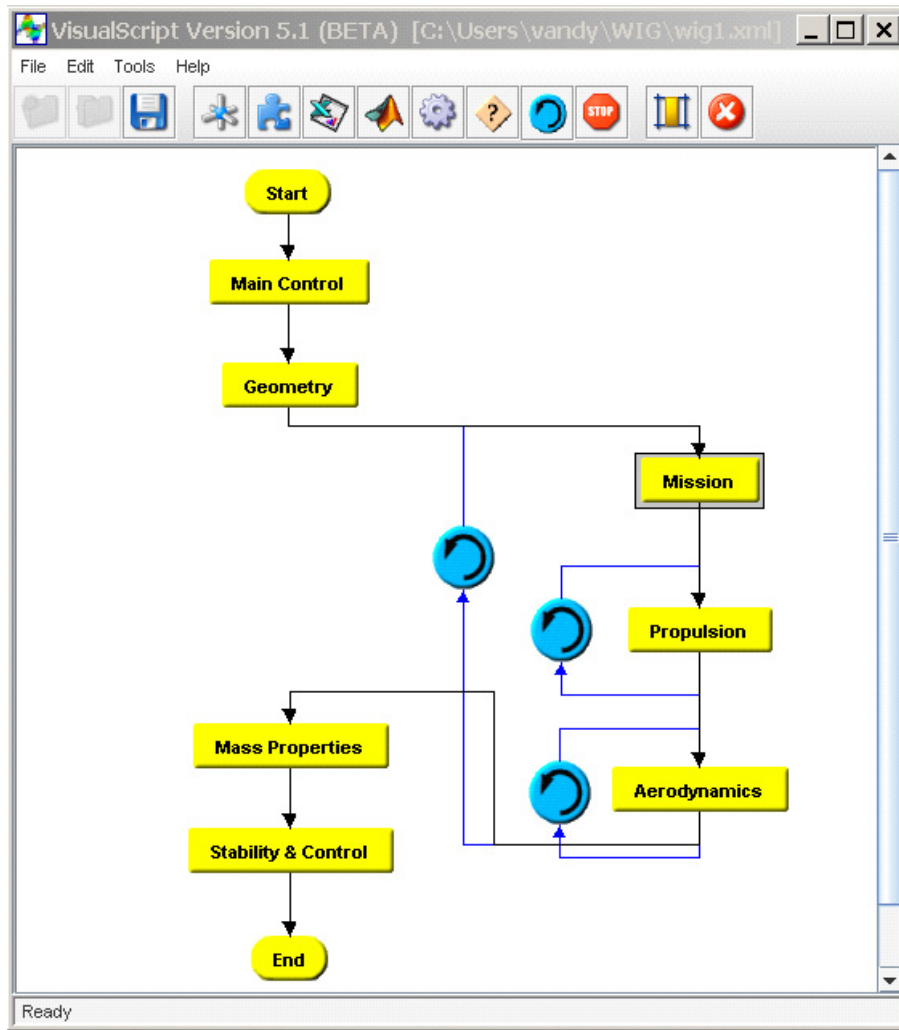 VisualScript Version 5.1 (BETA) [C:\Users\vandy\WIG\wig1.xml]
File Edit Tools Help
? STOP
Start
Main Control
Geometry
Mission
Propulsion
Mass Properties
Aerodynamics
Stability & Control
End
Ready